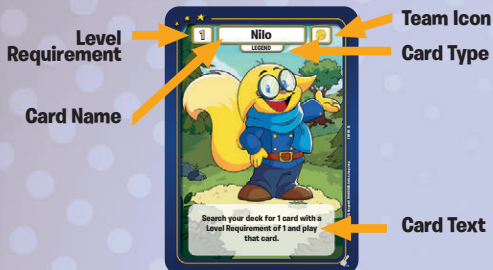 Level
Requirement
Card Name
1
Nilo
LEGEND
Team Icon
Card Type
Search your deck for 1 card with a
Level Requirement of 1 and play
that card.
Card Text